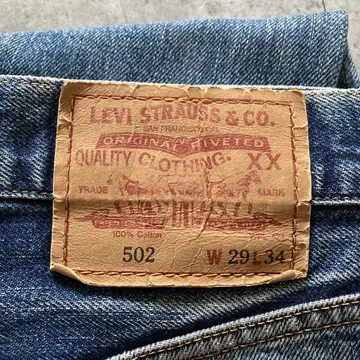 LEVI STRAUSS & CO.
SAN FRANCISCO, CAL.
ORIGINAL RIVETED
QUALITY CLOTHING. XX
TRADE MARK
100% Cotton
502 W 29 L 34